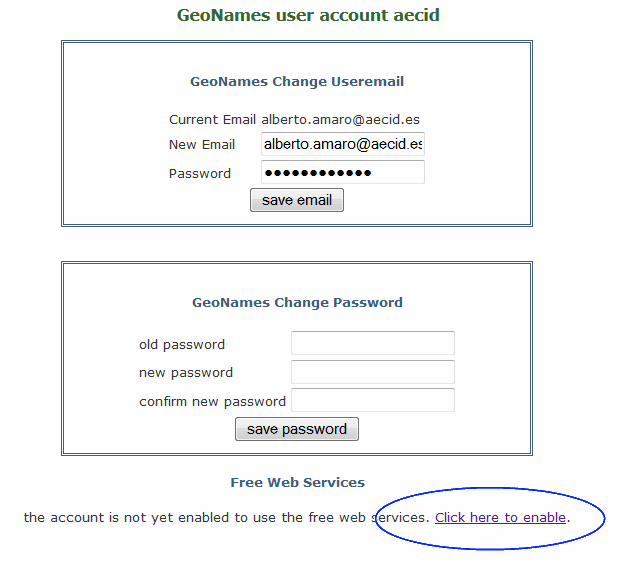 GeoNames user account aecid
GeoNames Change Useremail
Current Email alberto.amaro@aecid.es
New Email alberto.amaro@aecid.es
Password ●●●●●●●●●●●●
save email
GeoNames Change Password
old password
new password
confirm new password
save password
Free Web Services
the account is not yet enabled to use the free web services. Click here to enable.